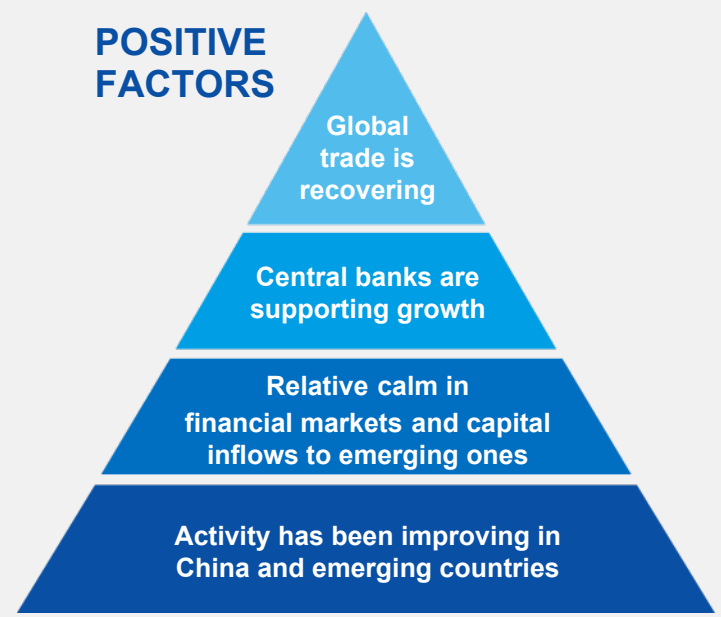 POSITIVE
FACTORS
Global
trade is
recovering
Central banks are
supporting growth
Relative calm in
financial markets and capital
inflows to emerging ones
Activity has been improving in
China and emerging countries